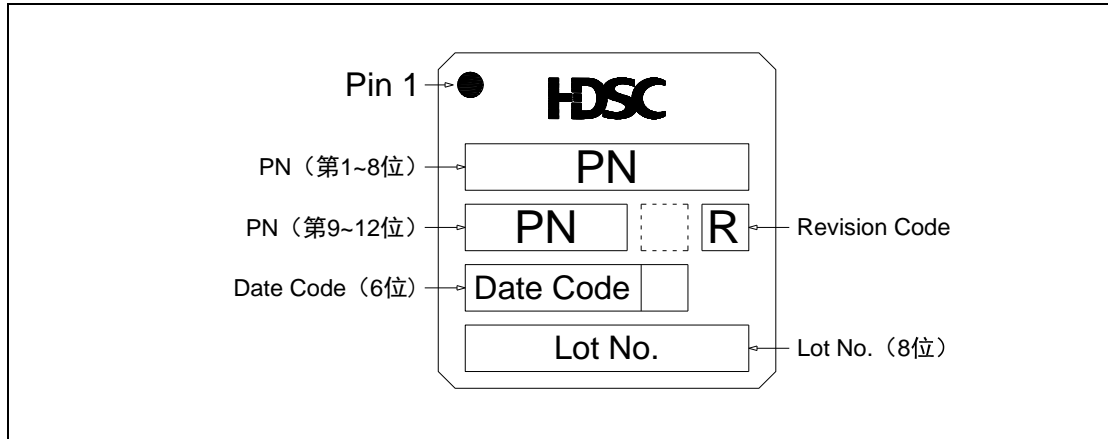 HDSC
Pin 1
PN（第1~8位）
PN
PN（第9~12位）
PN
R
Revision Code
Date Code（6位）
Date Code
Lot No.
Lot No.（8位）